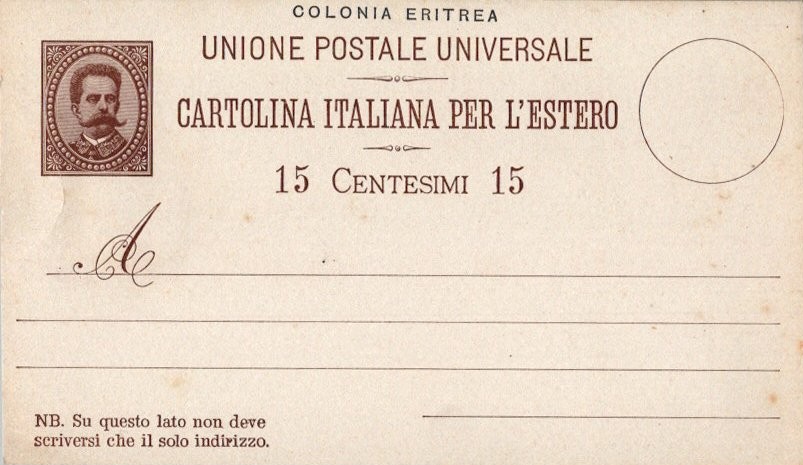 COLONIA ERITREA
UNIONE POSTALE UNIVERSALE
CARTOLINA ITALIANA PER L'ESTERO
15 CENTESIMI 15
A
NB. Su questo lato non deve
scriversi che il solo indirizzo.